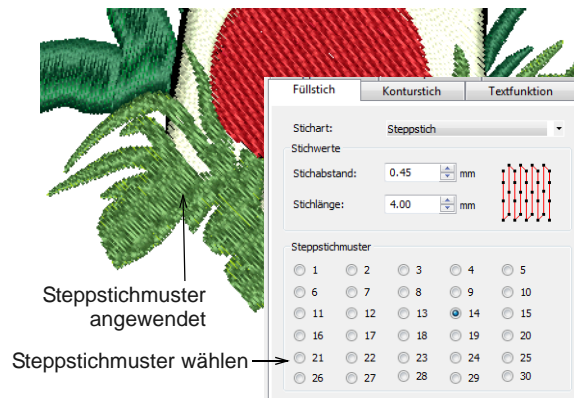 Füllstich Konturstich Textfunktion
Stichart: Steppstich
Stichwerte
Stichabstand: 0.45 mm
Stichlänge: 4.00 mm
Steppstichmuster
1 2 3 4 5
6 7 8 9 10
11 12 13 14 15
16 17 18 19 20
21 22 23 24 25
26 27 28 29 30
Steppstichmuster
angewendet
Steppstichmuster wählen